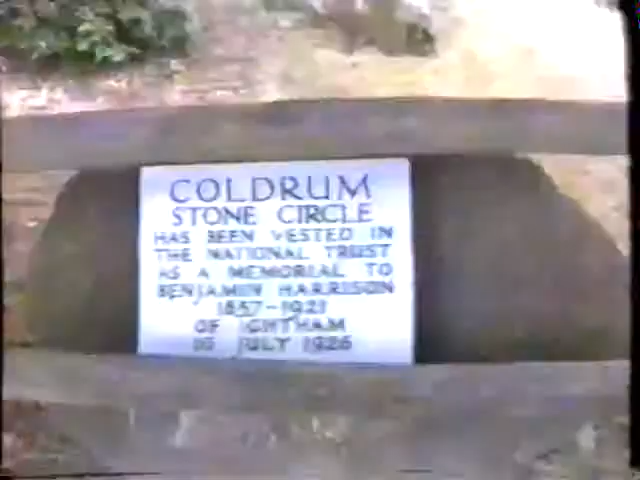 COLDRUM
STONE CIRCLE
HAS BEEN VESTED IN
THE NATIONAL TRUST
AS A MEMORIAL TO
BENJAMIN HARRISON
1837-1921
OF IGHTHAM
JULY 1926